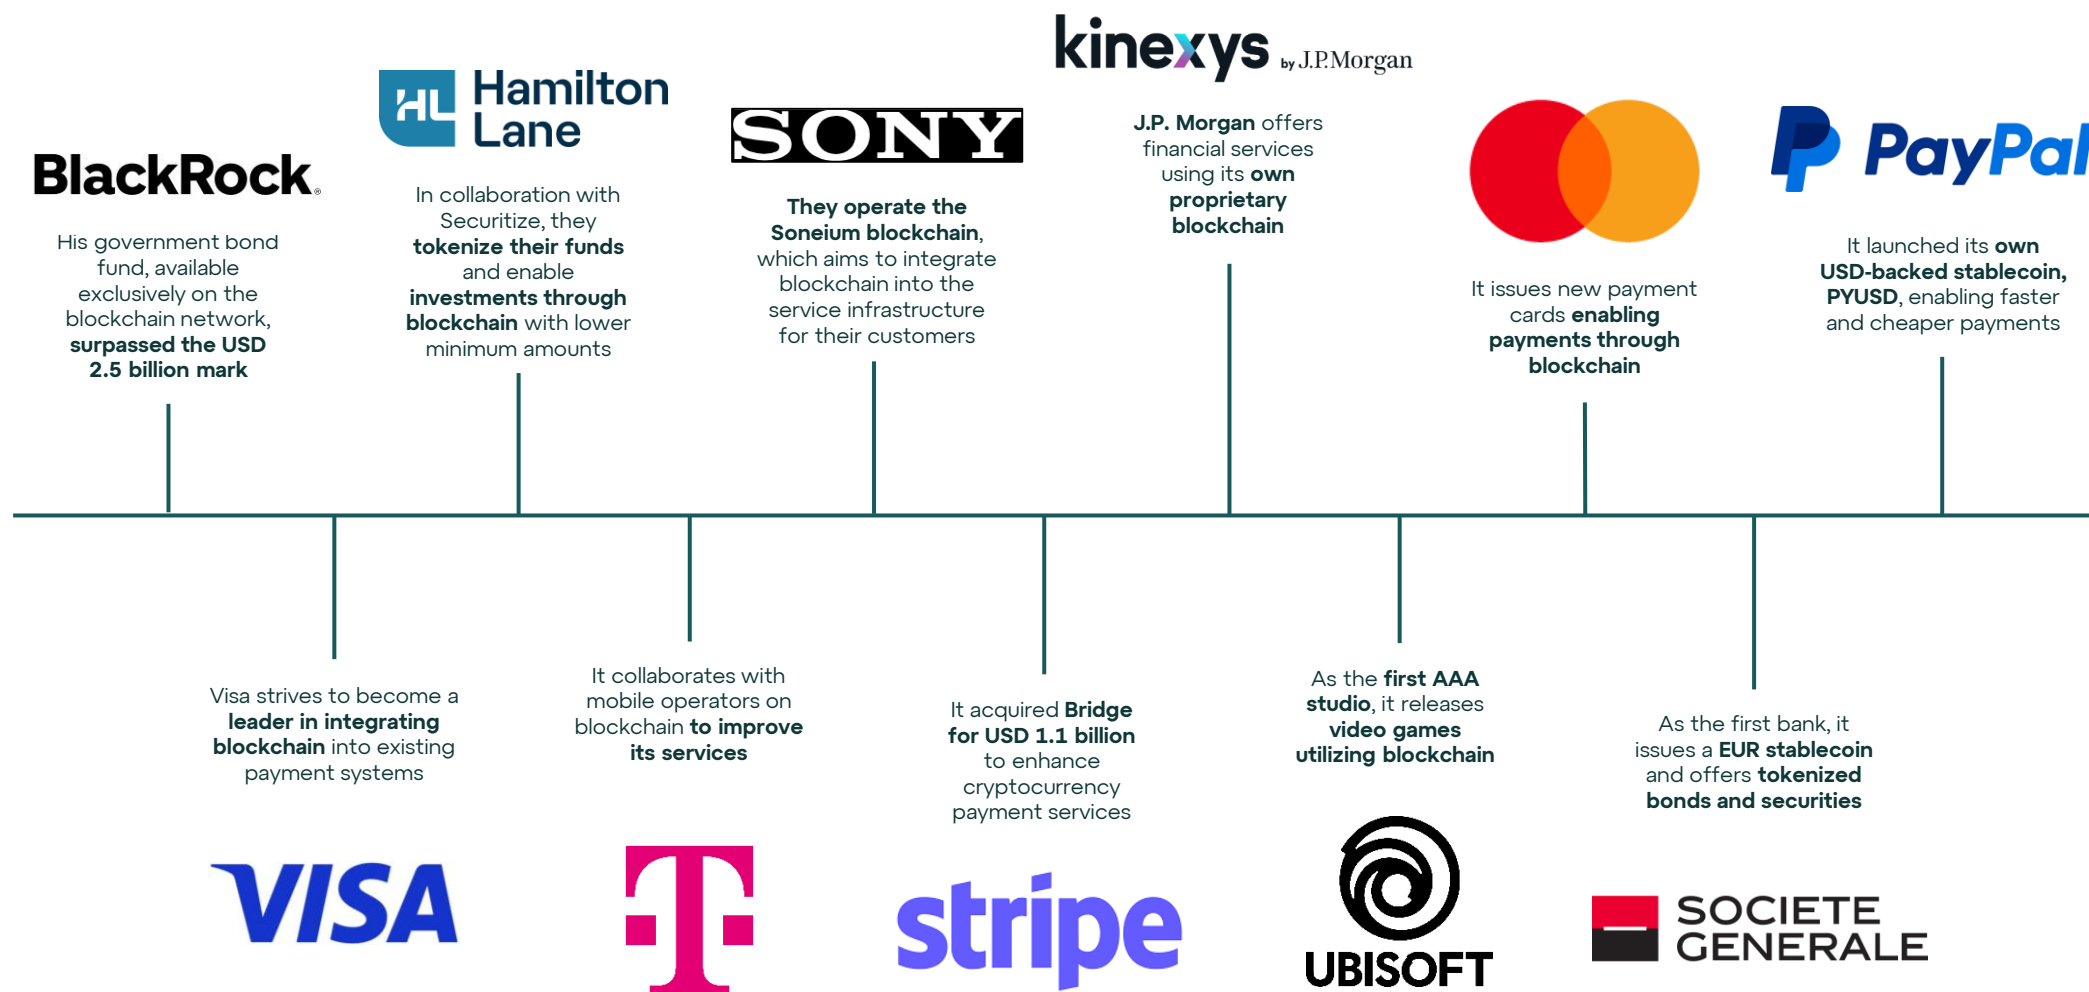 BlackRock
His government bond
fund, available
exclusively on the
blockchain network,
surpassed the USD
2.5 billion mark
HL Hamilton
Lane
In collaboration with
Securitize, they
tokenize their funds
and enable
investments through
blockchain with lower
minimum amounts
SONY
They operate the
Soneium blockchain,
which aims to integrate
blockchain into the
service infrastructure
for their customers
kinexys by J.P.Morgan
J.P. Morgan offers
financial services
using its own
proprietary
blockchain
It issues new payment
cards enabling
payments through
blockchain
PayPal
It launched its own
USD-backed stablecoin,
PYUSD, enabling faster
and cheaper payments
Visa strives to become a
leader in integrating
blockchain into existing
payment systems
VISA
It collaborates with
mobile operators on
blockchain to improve
its services
T
It acquired Bridge
for USD 1.1 billion
to enhance
cryptocurrency
payment services
stripe
As the first AAA
studio, it releases
video games
utilizing blockchain
UBISOFT
As the first bank, it
issues a EUR stablecoin
and offers tokenized
bonds and securities
SOCIETE
GENERALE